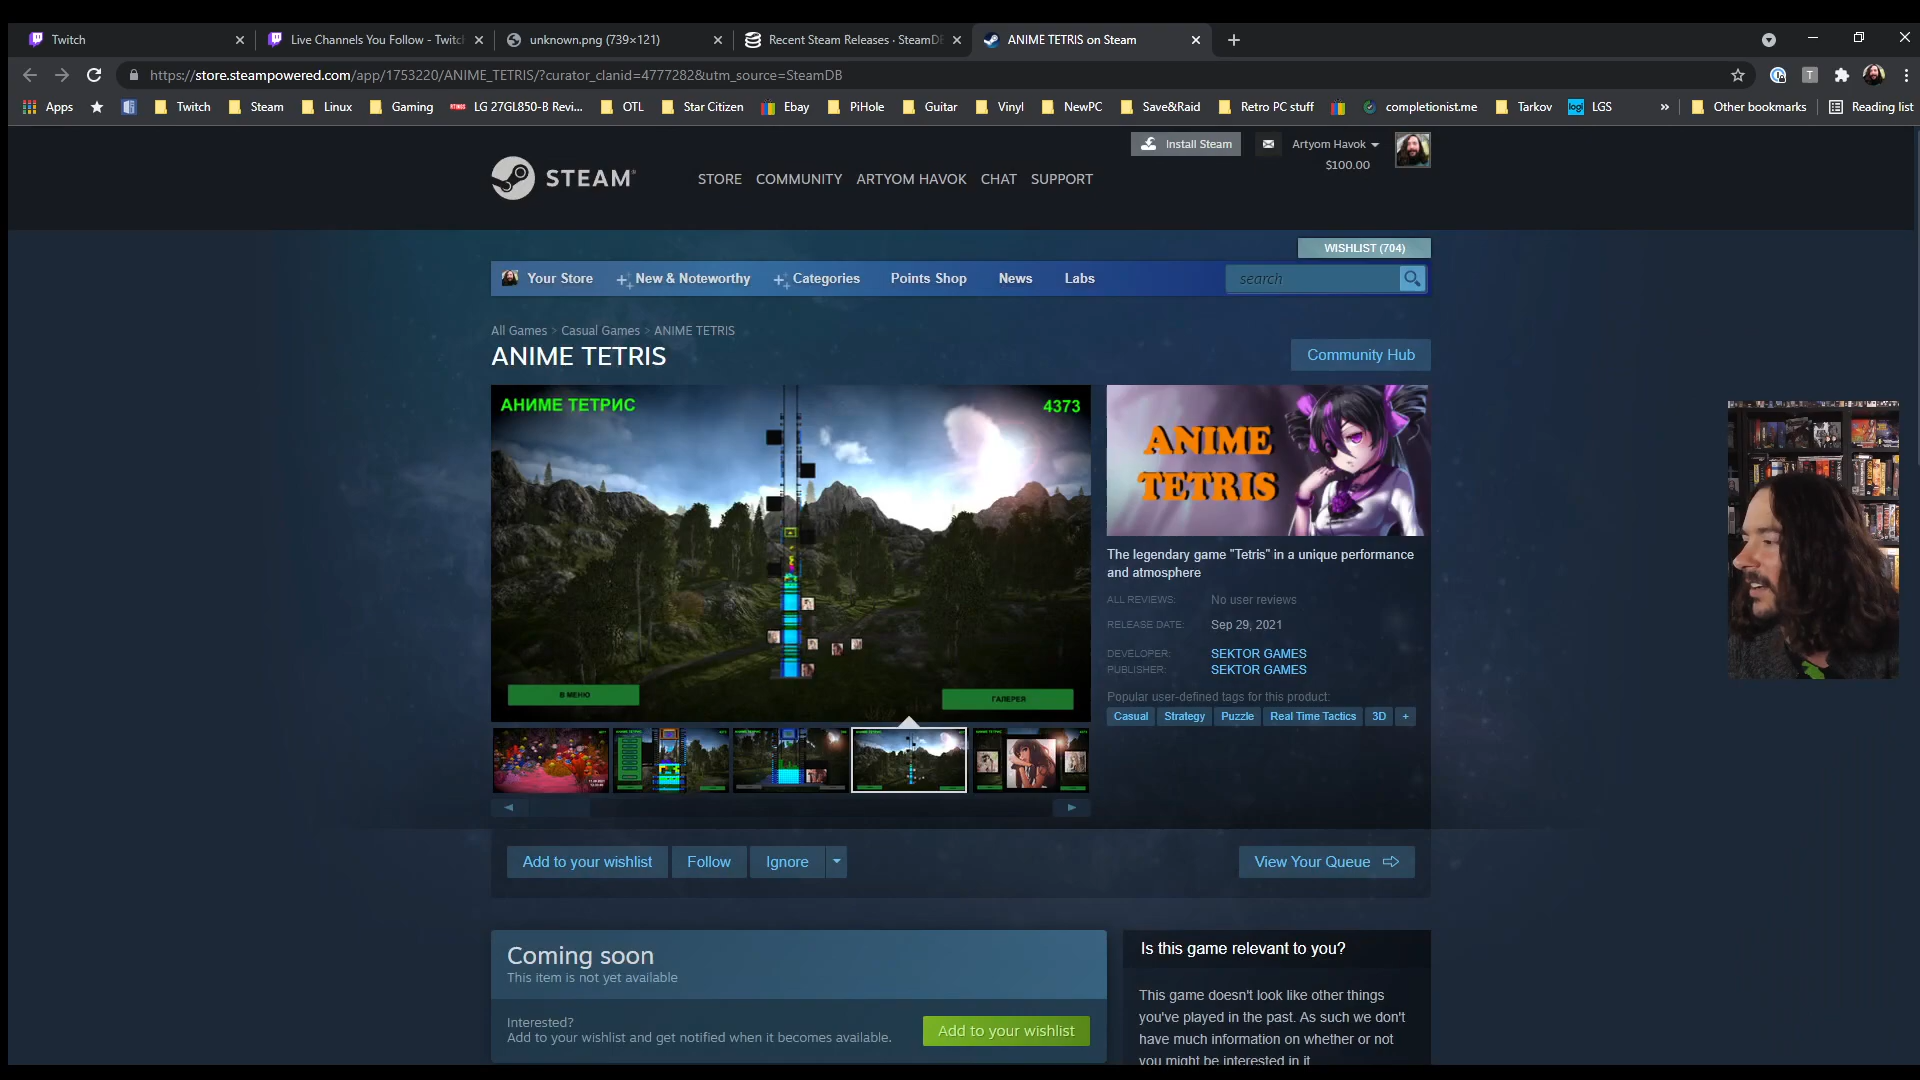 Twitch
Live Channels You Follow - Twitc
unknown.png (739×121)
Recent Steam Releases · SteamDB
ANIME TETRIS on Steam
https://store.steampowered.com/app/1753220/ANIME_TETRIS/?curator_clanid=4777282&utm_source=SteamDB
T
Apps
Twitch
Steam
Linux
Gaming
LG 27GL850-B Revi...
OTL
Star Citizen
Ebay
PiHole
Guitar
Vinyl
NewPC
Save&Raid
Retro PC stuff
completionist.me
Tarkov
logi
LGS
»
Other bookmarks
Reading list
Install Steam
Artyom Havok
$100.00
STEAM
STORE
COMMUNITY
ARTYOM HAVOK
CHAT
SUPPORT
WISHLIST (704)
Your Store
New & Noteworthy
Categories
Points Shop
News
Labs
search
All Games > Casual Games > ANIME TETRIS
ANIME TETRIS
Community Hub
АНИМЕ ТЕТРИС
4373
В МЕНЮ
ГАЛЕРЕЯ
ANIME
TETRIS
The legendary game "Tetris" in a unique performance
and atmosphere
ALL REVIEWS:
No user reviews
RELEASE DATE:
Sep 29, 2021
DEVELOPER:
SEKTOR GAMES
PUBLISHER:
SEKTOR GAMES
Popular user-defined tags for this product:
Casual
Strategy
Puzzle
Real Time Tactics
3D
+
Add to your wishlist
Follow
Ignore
View Your Queue
Coming soon
This item is not yet available
Interested?
Add to your wishlist and get notified when it becomes available.
Add to your wishlist
Is this game relevant to you?
This game doesn't look like other things
you've played in the past. As such we don't
have much information on whether or not
you might be interested in it